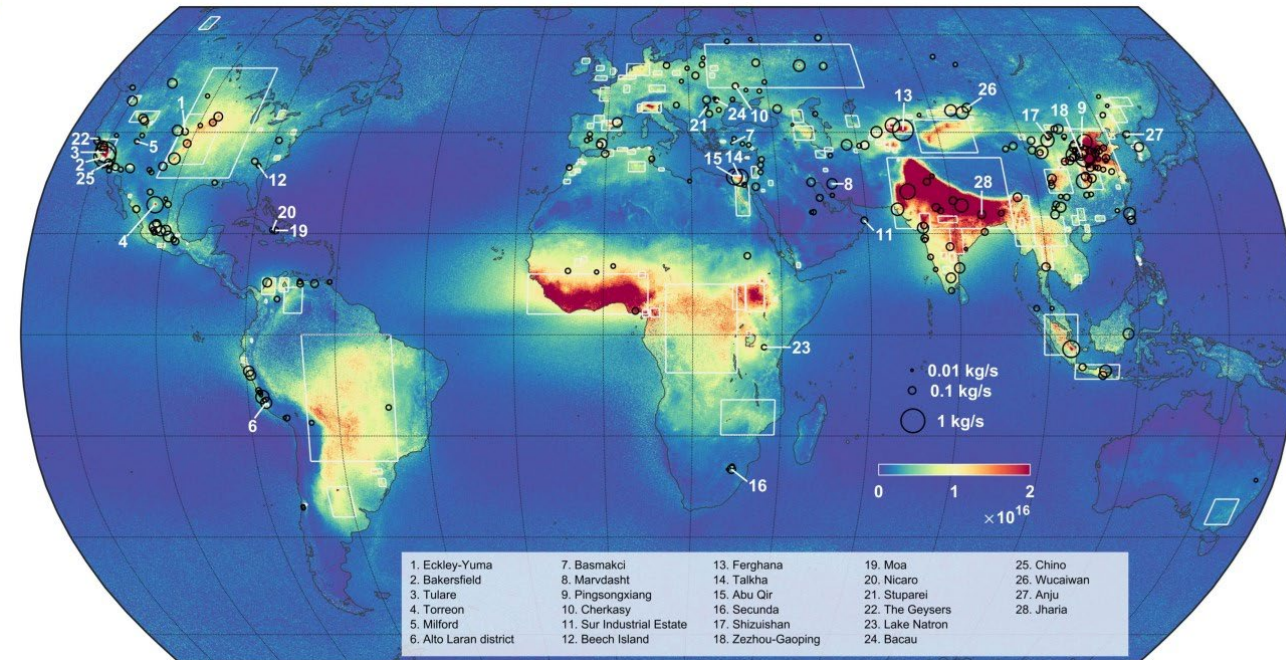 1
5
22
3
2
25
12
4
20
19
6
21
24
10
7
15
14
8
11
13
26
17
18
9
27
28
23
16
0.01 kg/s
0.1 kg/s
1 kg/s
0 1 2
×10¹⁶
1. Eckley-Yuma
2. Bakersfield
3. Tulare
4. Torreon
5. Milford
6. Alto Laran district
7. Basmakci
8. Marvdasht
9. Pingsongxiang
10. Cherkasy
11. Sur Industrial Estate
12. Beech Island
13. Ferghana
14. Talkha
15. Abu Qir
16. Secunda
17. Shizuishan
18. Zezhou-Gaoping
19. Moa
20. Nicaro
21. Stuparei
22. The Geysers
23. Lake Natron
24. Bacau
25. Chino
26. Wucaiwan
27. Anju
28. Jharia